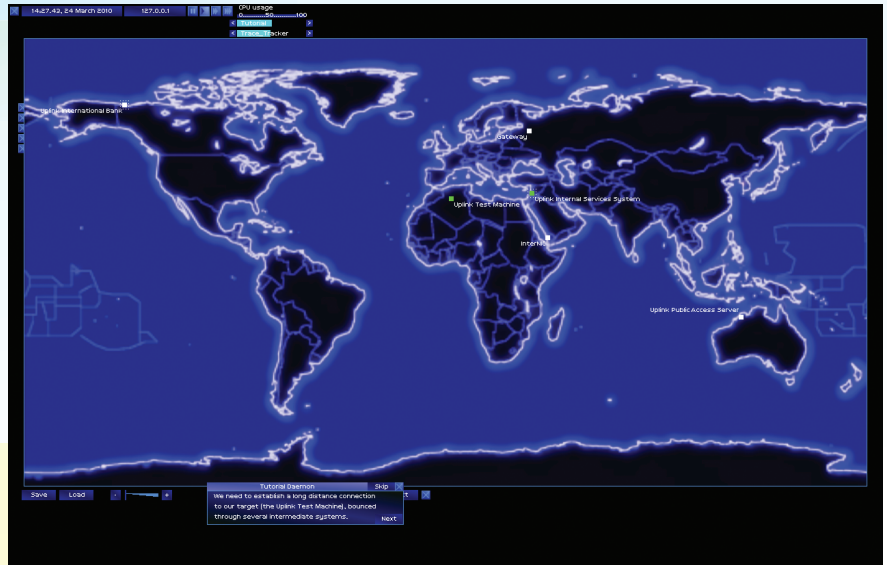 14:27.43, 24 March 2010
127.0.0.1
CPU usage
0............50............100
Tutorial
Trace_Tracker
Uplink International Bank
Gateway
Uplink Test Machine
Uplink Internal Services System
InterNIC
Uplink Public Access Server
Tutorial Daemon
Skip
We need to establish a long distance connection
to our target (the Uplink Test Machine), bounced
through several intermediate systems.
Next
Save
Load